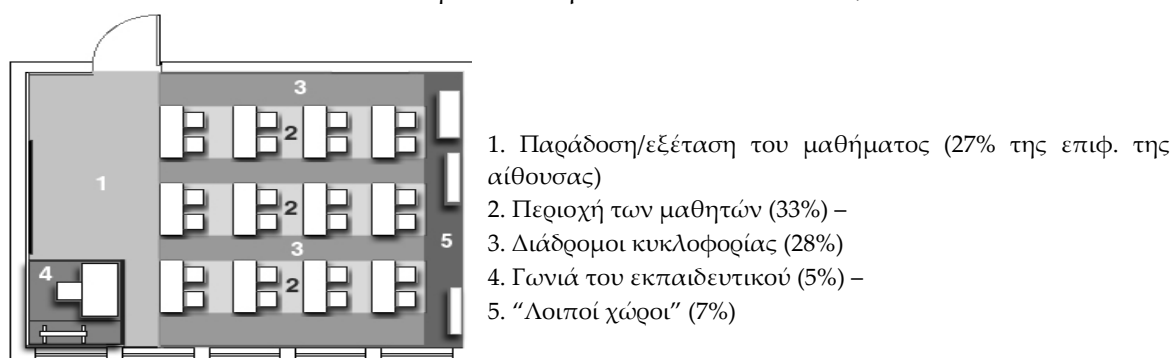 3
2
1. Παράδοση/εξέταση του μαθήματος (27% της επιφ. της
αίθουσας)
2. Περιοχή των μαθητών (33%) –
1
2
3
5
3. Διάδρομοι κυκλοφορίας (28%)
4
2
4. Γωνιά του εκπαιδευτικού (5%) –
5. “Λοιποί χώροι” (7%)